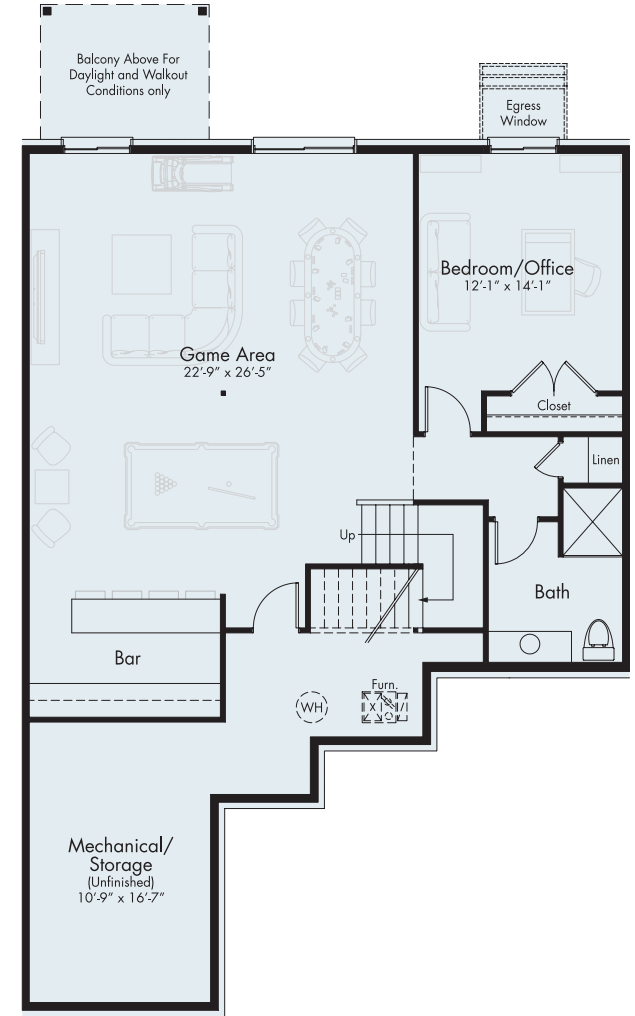 Balcony Above For
Daylight and Walkout
Conditions only
Egress
Window
Bedroom/Office
12'-1" x 14'-1"
Game Area
22'-9" x 26'-5"
Closet
Linen
Up
Bath
Bar
Furn.
WH
Mechanical/
Storage
(Unfinished)
10'-9" x 16'-7"